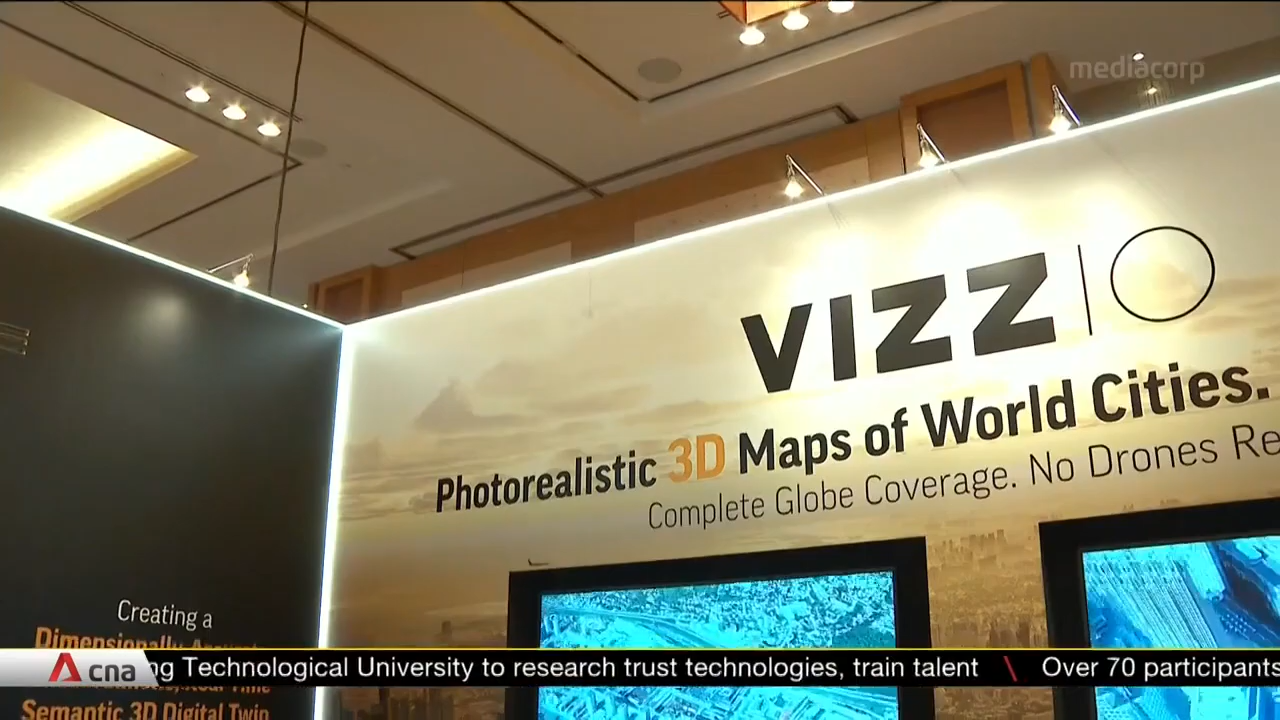 mediacorp
VIZZ
Photorealistic 3D Maps of World Cities.
Complete Globe Coverage. No Drones Re
Creating a
Dimensionally
Semantic 3D Digital Twin
cna
ng Technological University to research trust technologies, train talent \ Over 70 participants